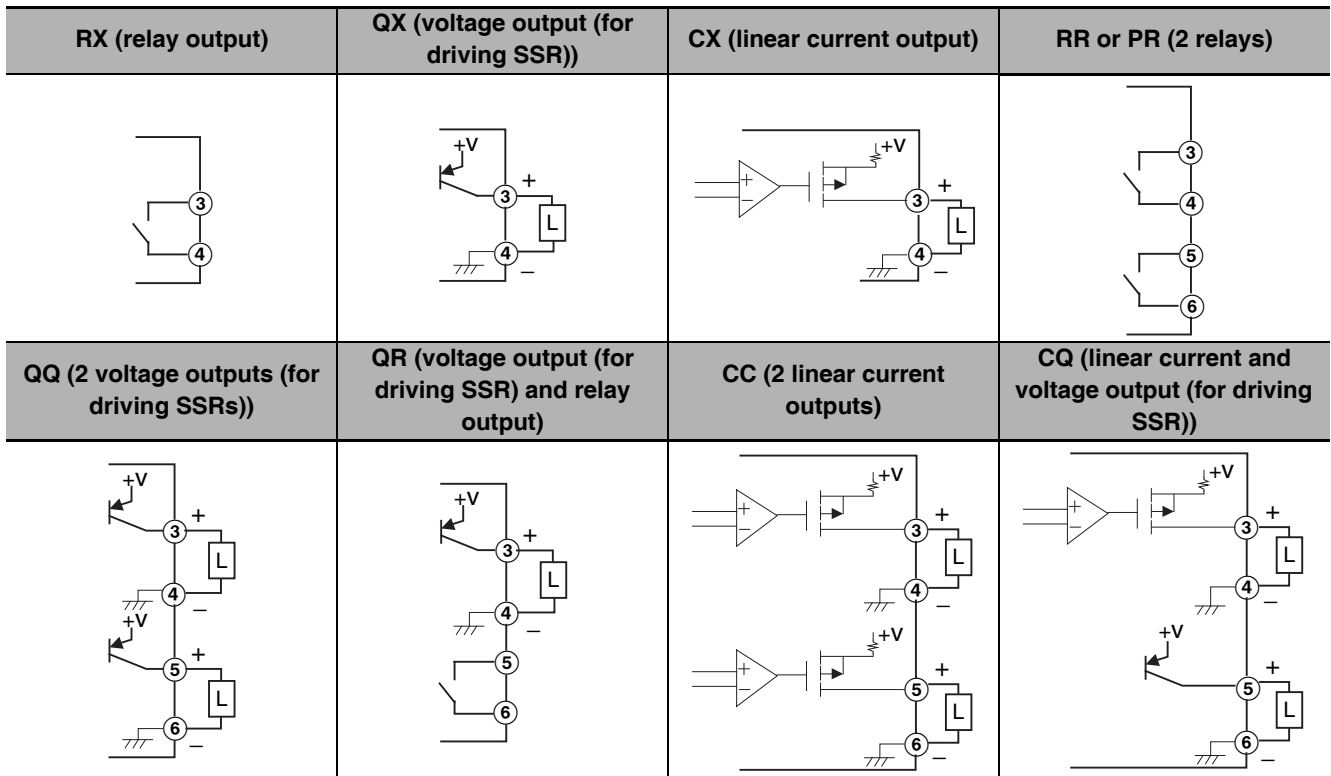 RX (relay output)
QX (voltage output (for
driving SSR))
CX (linear current output)
RR or PR (2 relays)
3
4
+V
3
+
L
4
–
+
–
+V
3
+
L
4
–
3
4
5
6
QQ (2 voltage outputs (for
driving SSRs))
QR (voltage output (for
driving SSR) and relay
output)
CC (2 linear current
outputs)
CQ (linear current and
voltage output (for driving
SSR))
+V
3
+
L
4
–
+V
5
+
L
6
–
+V
3
+
L
4
–
5
6
+
–
+V
3
+
L
4
–
+
–
+V
5
+
L
6
–
+
–
+V
3
+
L
4
–
+V
5
+
L
6
–